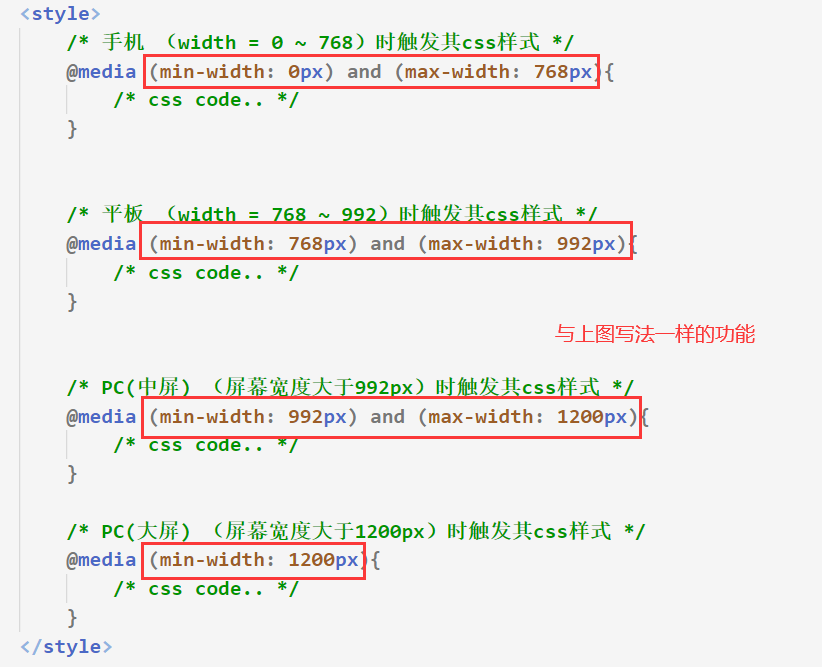 <style>
/* 手机 （width = 0 ~ 768）时触发其css样式 */
@media (min-width: 0px) and (max-width: 768px){
/* css code.. */
}
/* 平板 （width = 768 ~ 992）时触发其css样式 */
@media (min-width: 768px) and (max-width: 992px){
/* css code.. */
}
与上图写法一样的功能
/* PC(中屏) （屏幕宽度大于992px）时触发其css样式 */
@media (min-width: 992px) and (max-width: 1200px){
/* css code.. */
}
/* PC(大屏) （屏幕宽度大于1200px）时触发其css样式 */
@media (min-width: 1200px){
/* css code.. */
}
</style>